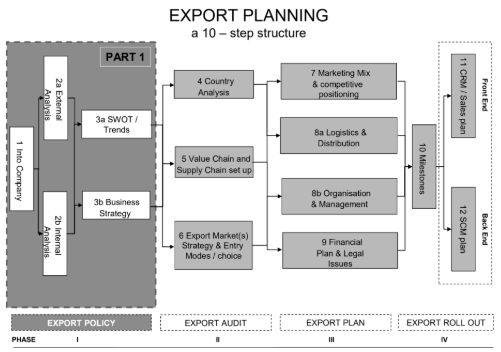 EXPORT PLANNING
a 10 – step structure
PART 1
1 Into Company
2a External
Analysis
2b Internal
Analysis
3a SWOT /
Trends
3b Business
Strategy
4 Country
Analysis
5 Value Chain and
Supply Chain set up
6 Export Market(s)
Strategy & Entry
Modes / choice
7 Marketing Mix
& competitive
positioning
8a Logistics &
Distribution
8b Organisation
& Management
9 Financial
Plan & Legal
Issues
10 Milestones
11 CRM /
Sales plan
Front End
12 SCM plan
Back End
EXPORT POLICY
EXPORT AUDIT
EXPORT PLAN
EXPORT ROLL OUT
PHASE I II III IV